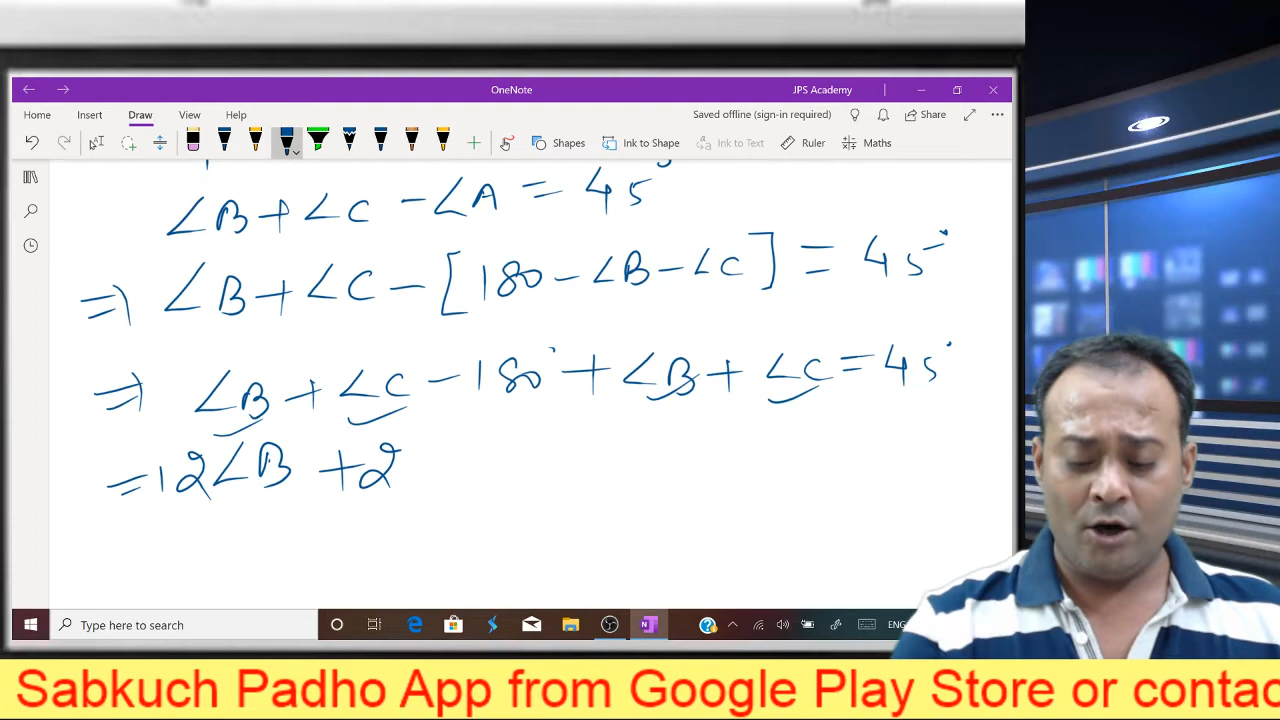 OneNote
JPS Academy
Home Insert Draw View Help
Saved offline (sign-in required)
Share
Shapes Ink to Shape Ink to Text Ruler Maths
∠B + ∠C - ∠A = 45°
⇒ ∠B + ∠C - [180 - ∠B - ∠C] = 45°
⇒ ∠B + ∠C - 180° + ∠B + ∠C = 45°
⇒ 2∠B + 2
Type here to search
ENG
Sabkuch Padho App from Google Play Store or contac